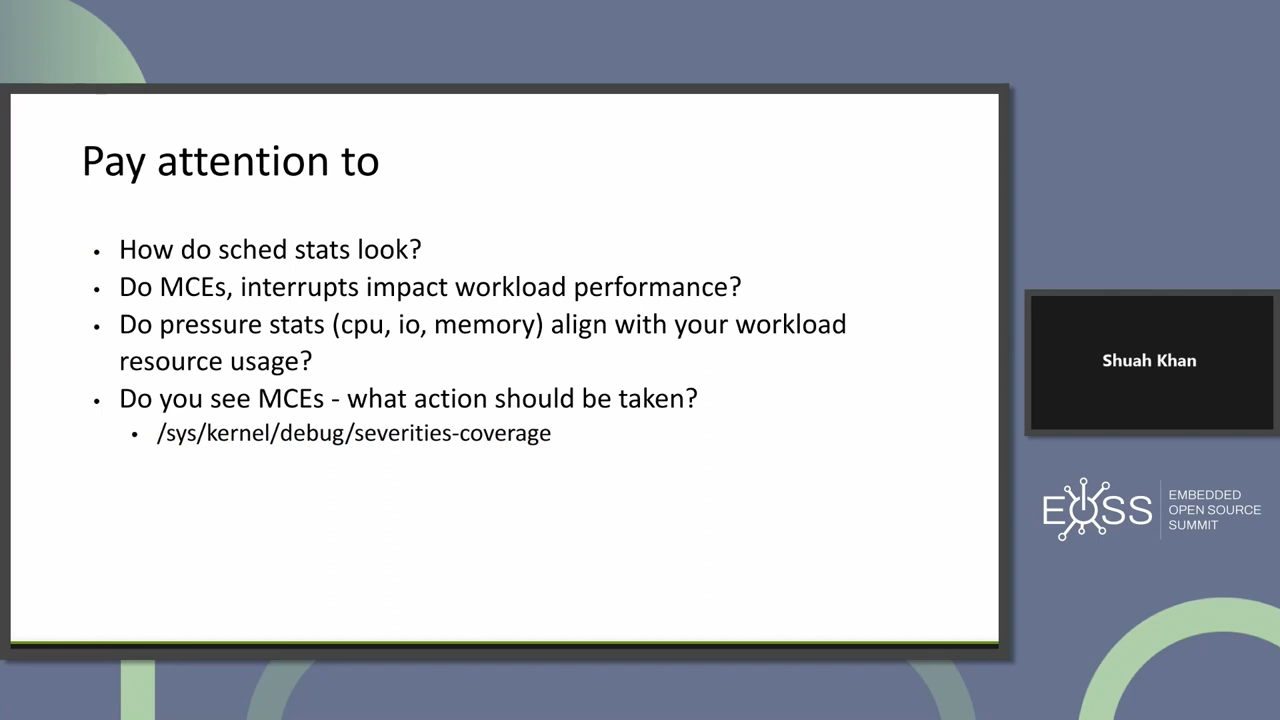 Pay attention to
• How do sched stats look?
• Do MCEs, interrupts impact workload performance?
• Do pressure stats (cpu, io, memory) align with your workload
resource usage?
• Do you see MCEs - what action should be taken?
• /sys/kernel/debug/severities-coverage
Shuah Khan
EOSS
EMBEDDED
OPEN SOURCE
SUMMIT